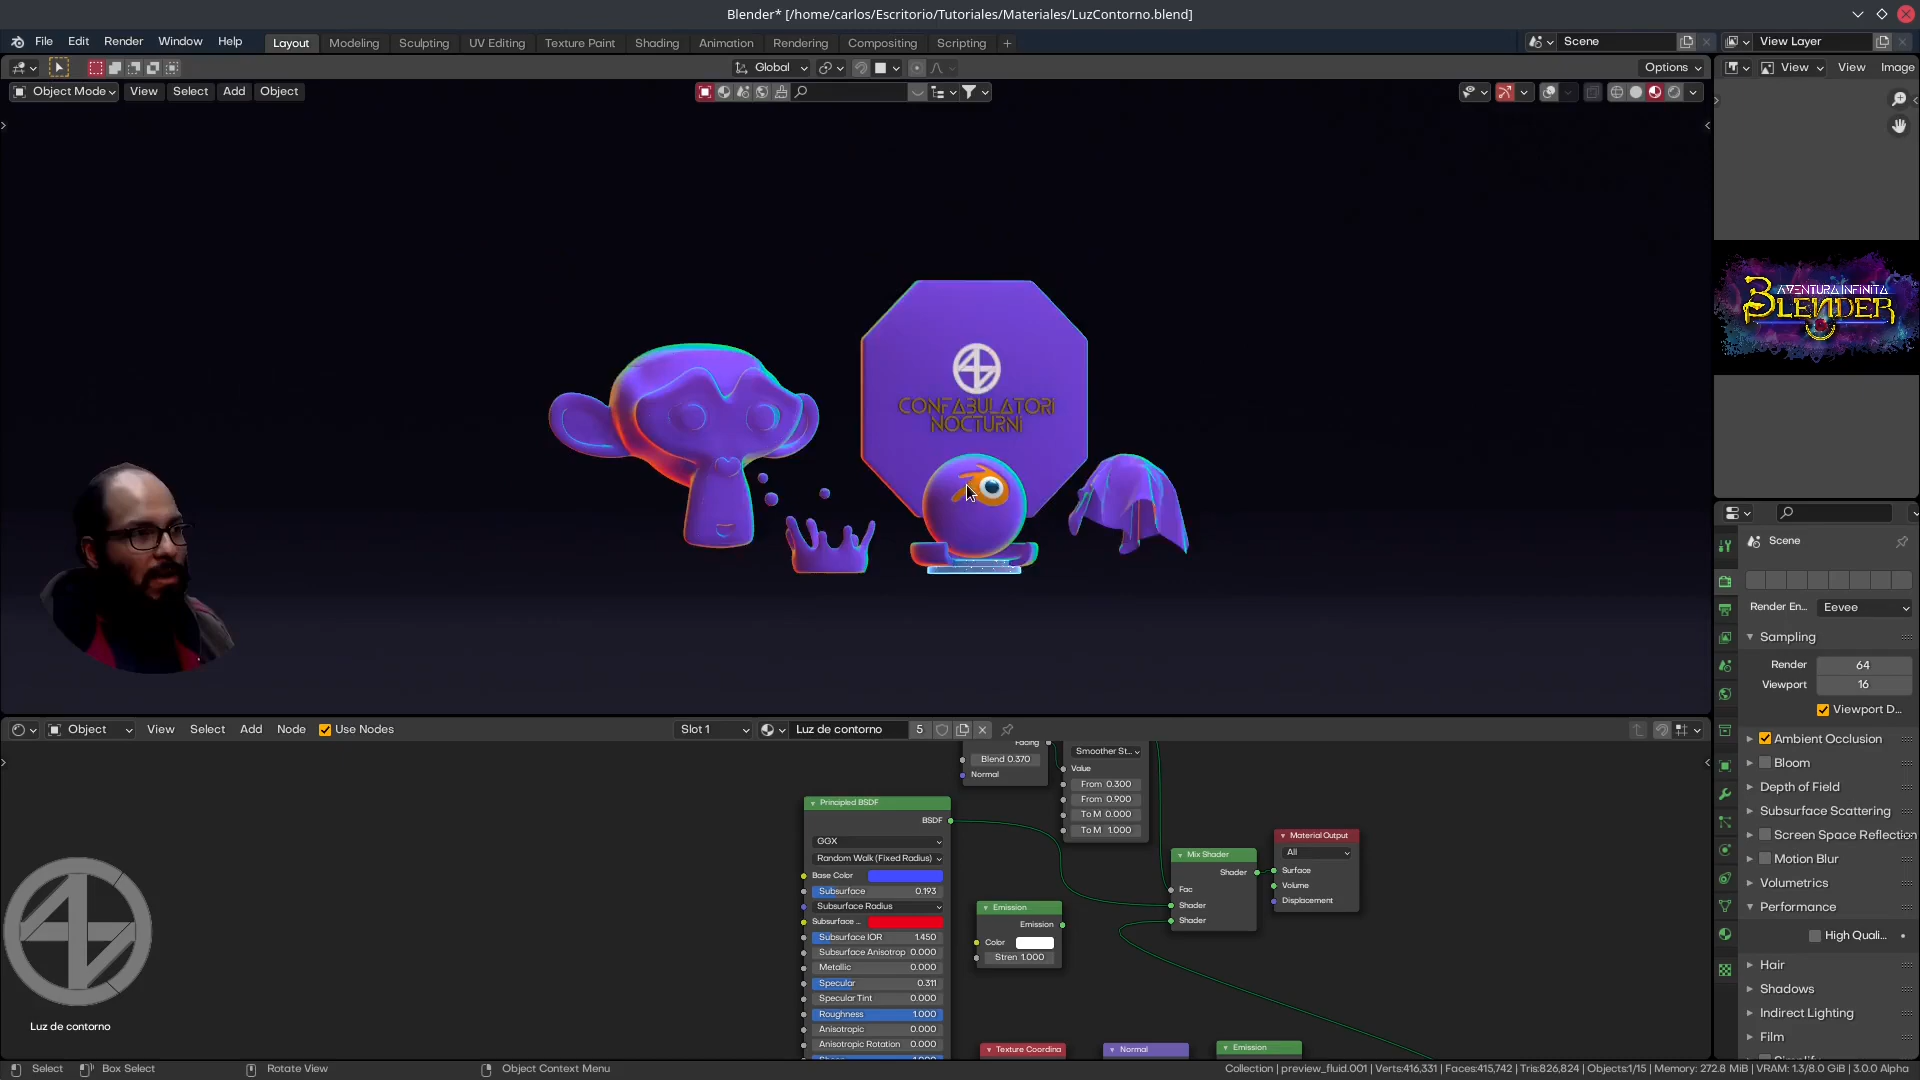 Blender* [/home/carlos/Escritorio/Tutoriales/Materiales/LuzContorno.blend]
File Edit Render Window Help Layout Modeling Sculpting UV Editing Texture Paint Shading Animation Rendering Compositing Scripting + Scene View Layer
Global Options View View Image
Object Mode View Select Add Object
CONFABULATORI
NOCTURNI
AVENTURA INFINITA
BLENDER
Scene
Render En... Eevee
Sampling
Render 64
Viewport 16
Viewport D...
Ambient Occlusion
Bloom
Depth of Field
Subsurface Scattering
Screen Space Reflection
Motion Blur
Volumetrics
Performance
High Quali...
Hair
Shadows
Indirect Lighting
Film
Object View Select Add Node Use Nodes Slot 1 Luz de contorno 5
Facing
Blend 0.370
Normal
Smoother St...
Value
From 0.300
From 0.900
To M 0.000
To M 1.000
Principled BSDF
BSDF
GGX
Random Walk (Fixed Radius)
Base Color
Subsurface 0.193
Subsurface Radius
Subsurface ...
Subsurface IOR 1.450
Subsurface Anisotrop 0.000
Metallic 0.000
Specular 0.311
Specular Tint 0.000
Roughness 1.000
Anisotropic 0.000
Anisotropic Rotation 0.000
Emission
Emission
Color
Stren 1.000
Mix Shader
Shader
Fac
Shader
Shader
Material Output
All
Surface
Volume
Displacement
Texture Coordina
Normal
Emission
Luz de contorno
Select Box Select Rotate View Object Context Menu Collection | preview_fluid.001 | Verts:416,331 | Faces:415,742 | Tris:826,824 | Objects:1/15 | Memory: 272.8 MiB | VRAM: 1.3/8.0 GiB | 3.0.0 Alpha